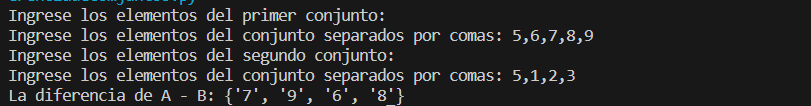 Ingrese los elementos del primer conjunto:
Ingrese los elementos del conjunto separados por comas: 5,6,7,8,9
Ingrese los elementos del segundo conjunto:
Ingrese los elementos del conjunto separados por comas: 5,1,2,3
La diferencia de A - B: {'7', '9', '6', '8'}